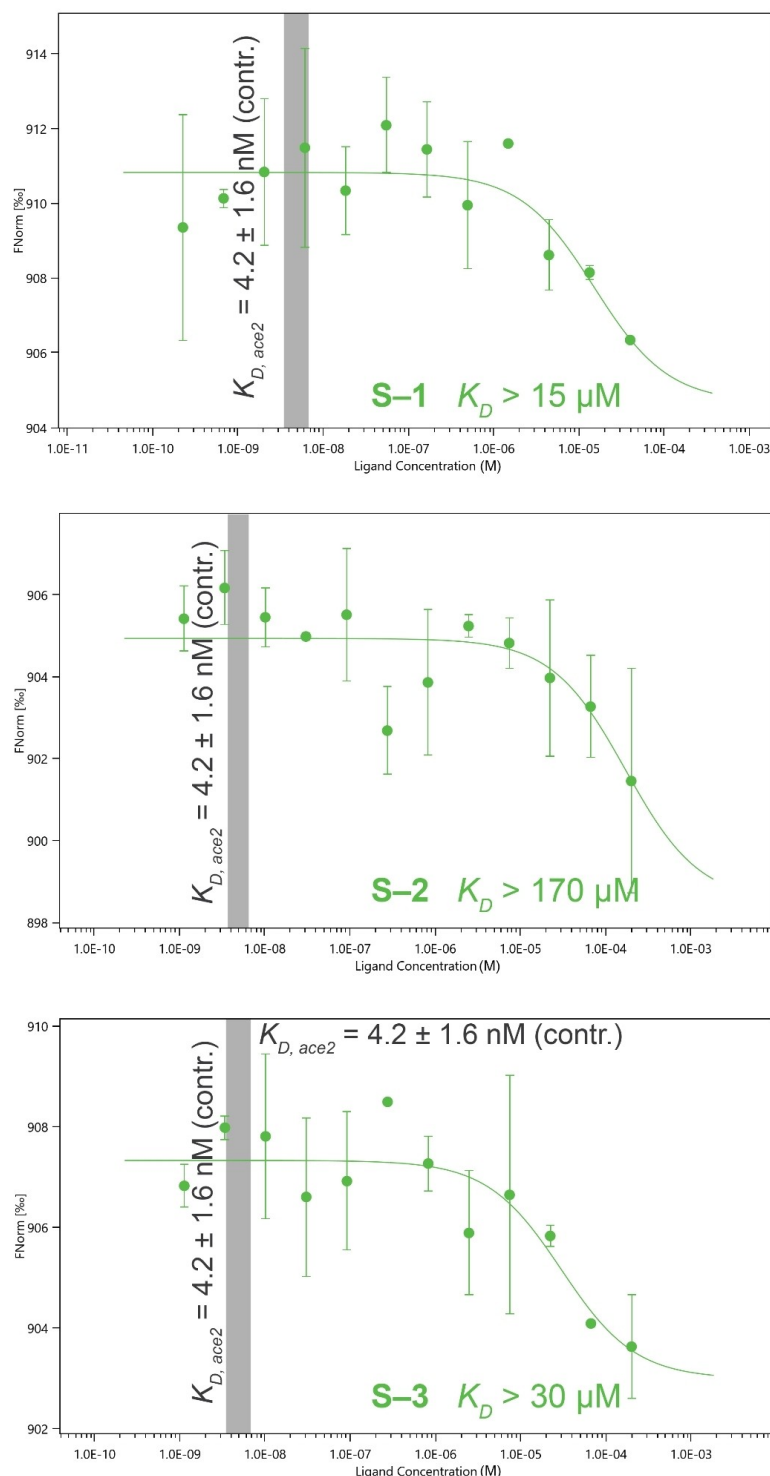 914
912
910
908
906
904
FNorm [‰]
K_D, ace2 = 4.2 ± 1.6 nM (contr.)
S–1 K_D > 15 µM
1.0E-11 1.0E-10 1.0E-09 1.0E-08 1.0E-07 1.0E-06 1.0E-05 1.0E-04 1.0E-03
Ligand Concentration (M)
906
904
902
900
898
FNorm [‰]
K_D, ace2 = 4.2 ± 1.6 nM (contr.)
S–2 K_D > 170 µM
1.0E-10 1.0E-09 1.0E-08 1.0E-07 1.0E-06 1.0E-05 1.0E-04 1.0E-03
Ligand Concentration (M)
910
908
906
904
902
FNorm [‰]
K_D, ace2 = 4.2 ± 1.6 nM (contr.)
K_D, ace2 = 4.2 ± 1.6 nM (contr.)
S–3 K_D > 30 µM
1.0E-10 1.0E-09 1.0E-08 1.0E-07 1.0E-06 1.0E-05 1.0E-04 1.0E-03
Ligand Concentration (M)